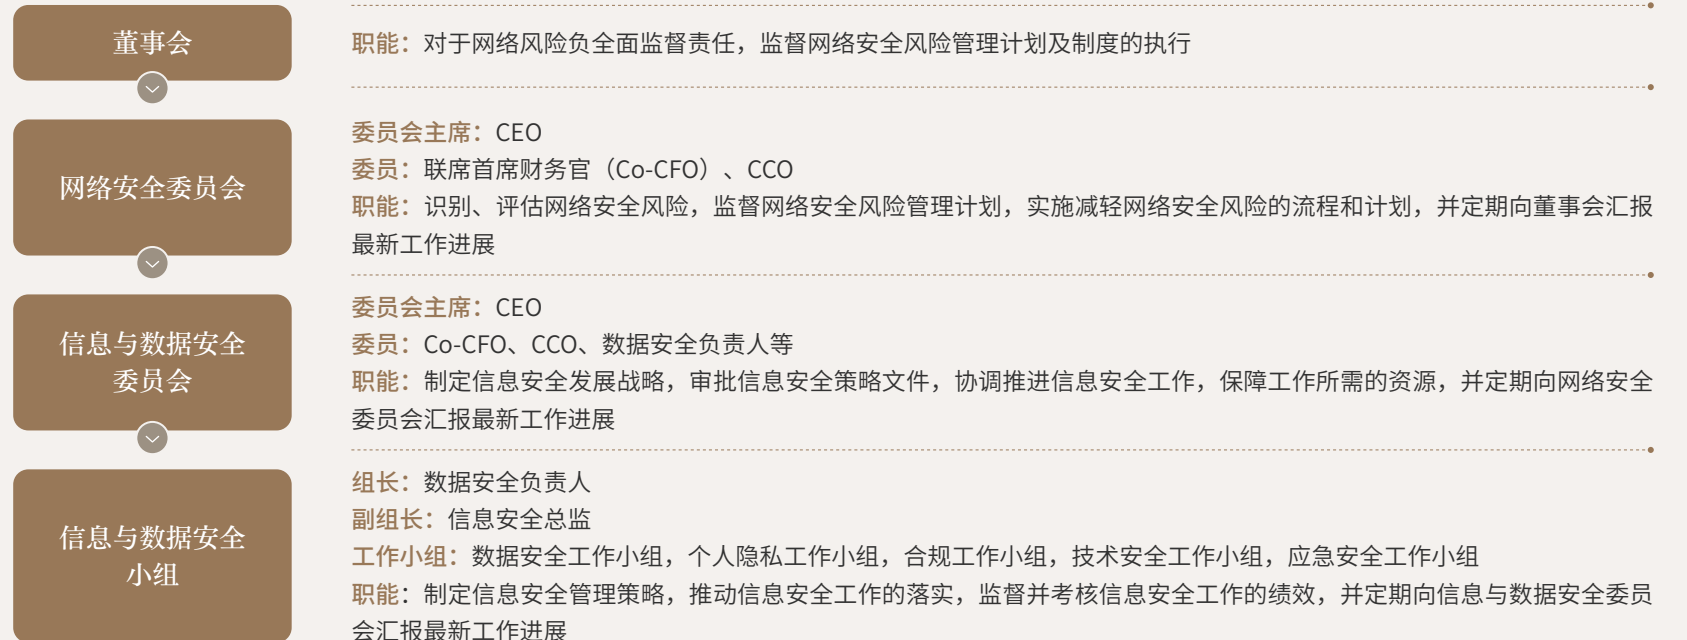 董事会
职能：对于网络风险负全面监督责任，监督网络安全风险管理计划及制度的执行
网络安全委员会
委员会主席：CEO
委员：联席首席财务官（Co-CFO）、CCO
职能：识别、评估网络安全风险，监督网络安全风险管理计划，实施减轻网络安全风险的流程和计划，并定期向董事会汇报
最新工作进展
信息与数据安全
委员会
委员会主席：CEO
委员：Co-CFO、CCO、数据安全负责人等
职能：制定信息安全发展战略，审批信息安全策略文件，协调推进信息安全工作，保障工作所需的资源，并定期向网络安全
委员会汇报最新工作进展
信息与数据安全
小组
组长：数据安全负责人
副组长：信息安全总监
工作小组：数据安全工作小组，个人隐私工作小组，合规工作小组，技术安全工作小组，应急安全工作小组
职能：制定信息安全管理策略，推动信息安全工作的落实，监督并考核信息安全工作的绩效，并定期向信息与数据安全委员
会汇报最新工作进展